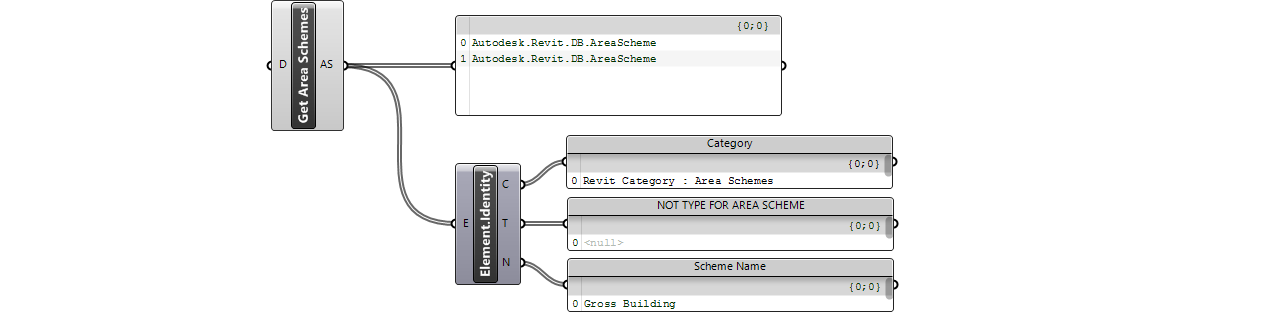 Get Area Schemes
D
AS
{0;0}
0 Autodesk.Revit.DB.AreaScheme
1 Autodesk.Revit.DB.AreaScheme
Element.Identity
E
C
T
N
Category
{0;0}
0 Revit Category : Area Schemes
NOT TYPE FOR AREA SCHEME
{0;0}
0 <null>
Scheme Name
{0;0}
0 Gross Building